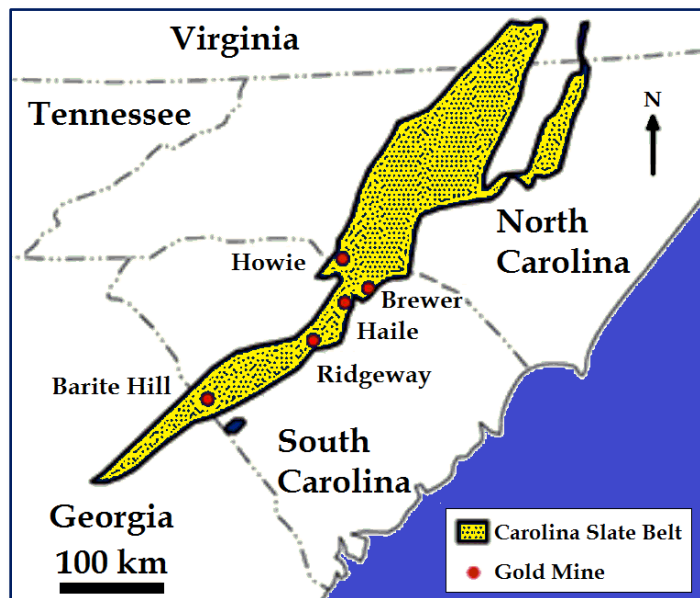 Virginia
Tennessee
N
North
Carolina
Howie
Brewer
Haile
Ridgeway
Barite Hill
South
Carolina
Georgia
100 km
Carolina Slate Belt
Gold Mine